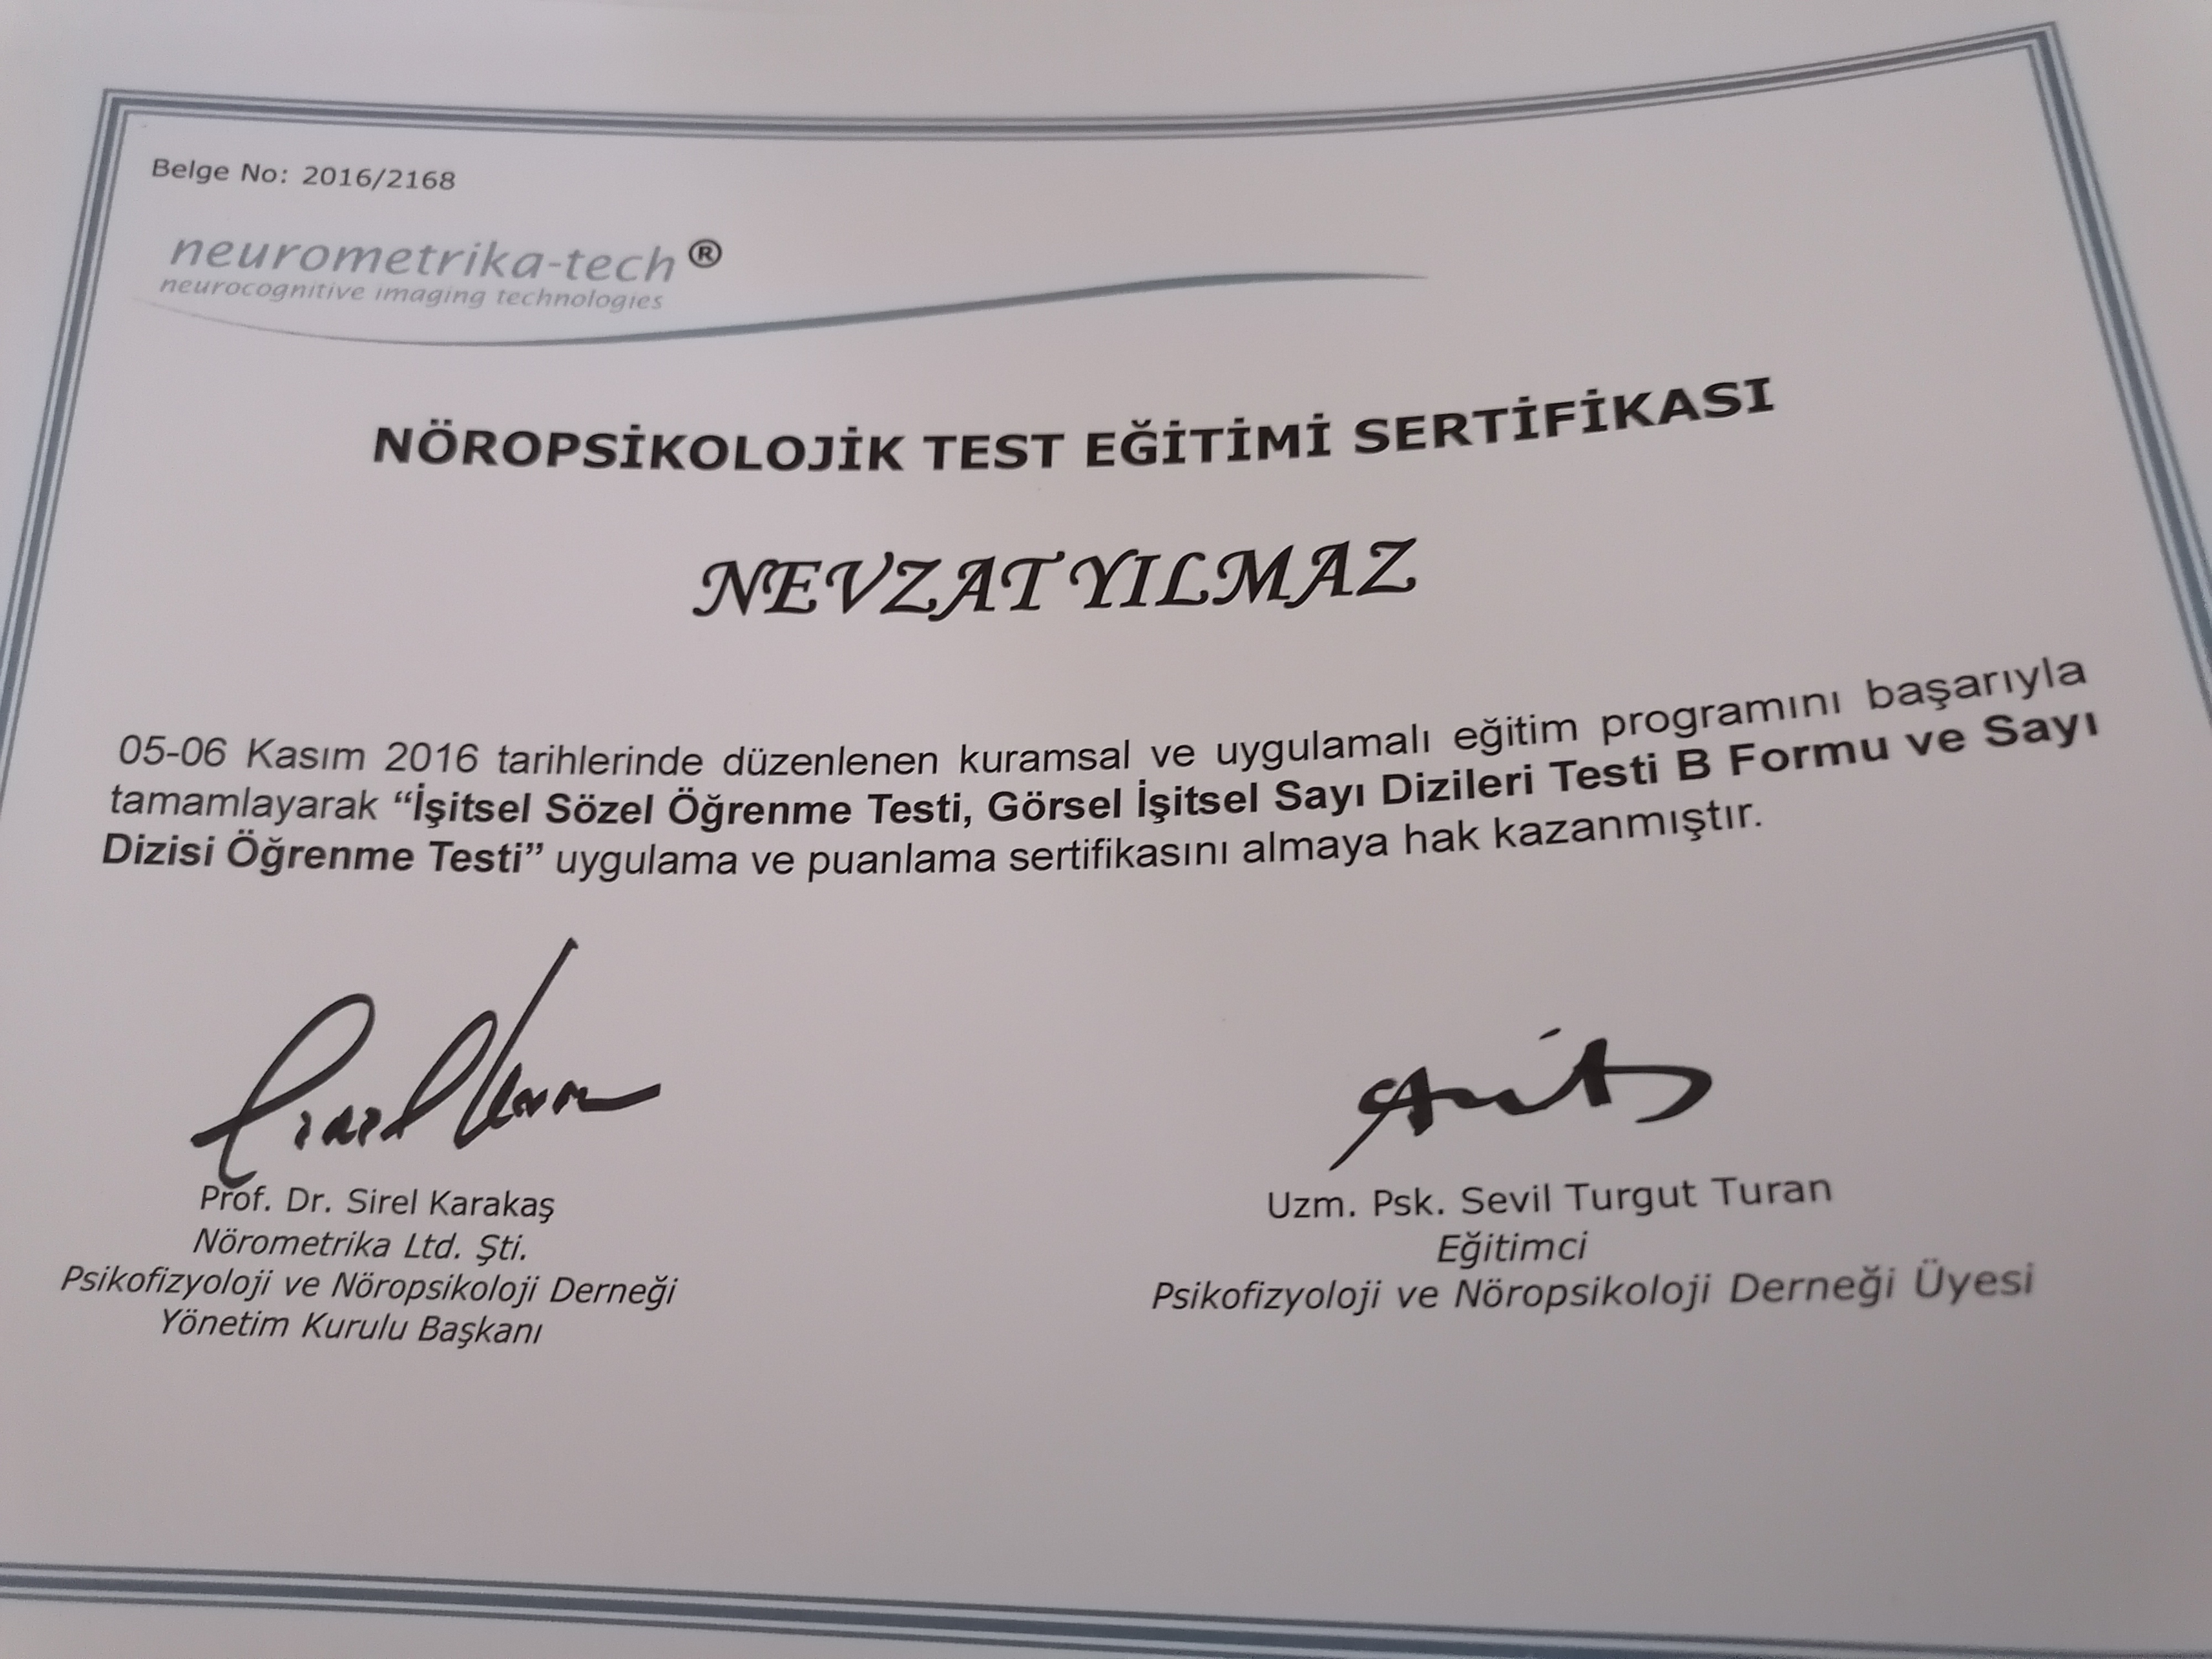 Belge No: 2016/2168
neurometrika-tech®
neurocognitive imaging technologies
NÖROPSİKOLOJİK TEST EĞİTİMİ SERTİFİKASI
NEVZAT YILMAZ
05-06 Kasım 2016 tarihlerinde düzenlenen kuramsal ve uygulamalı eğitim programını başarıyla
tamamlayarak “İşitsel Sözel Öğrenme Testi, Görsel İşitsel Sayı Dizileri Testi B Formu ve Sayı
Dizisi Öğrenme Testi” uygulama ve puanlama sertifikasını almaya hak kazanmıştır.
Prof. Dr. Sirel Karakaş
Nörometrika Ltd. Şti.
Psikofizyoloji ve Nöropsikoloji Derneği
Yönetim Kurulu Başkanı
Uzm. Psk. Sevil Turgut Turan
Eğitimci
Psikofizyoloji ve Nöropsikoloji Derneği Üyesi